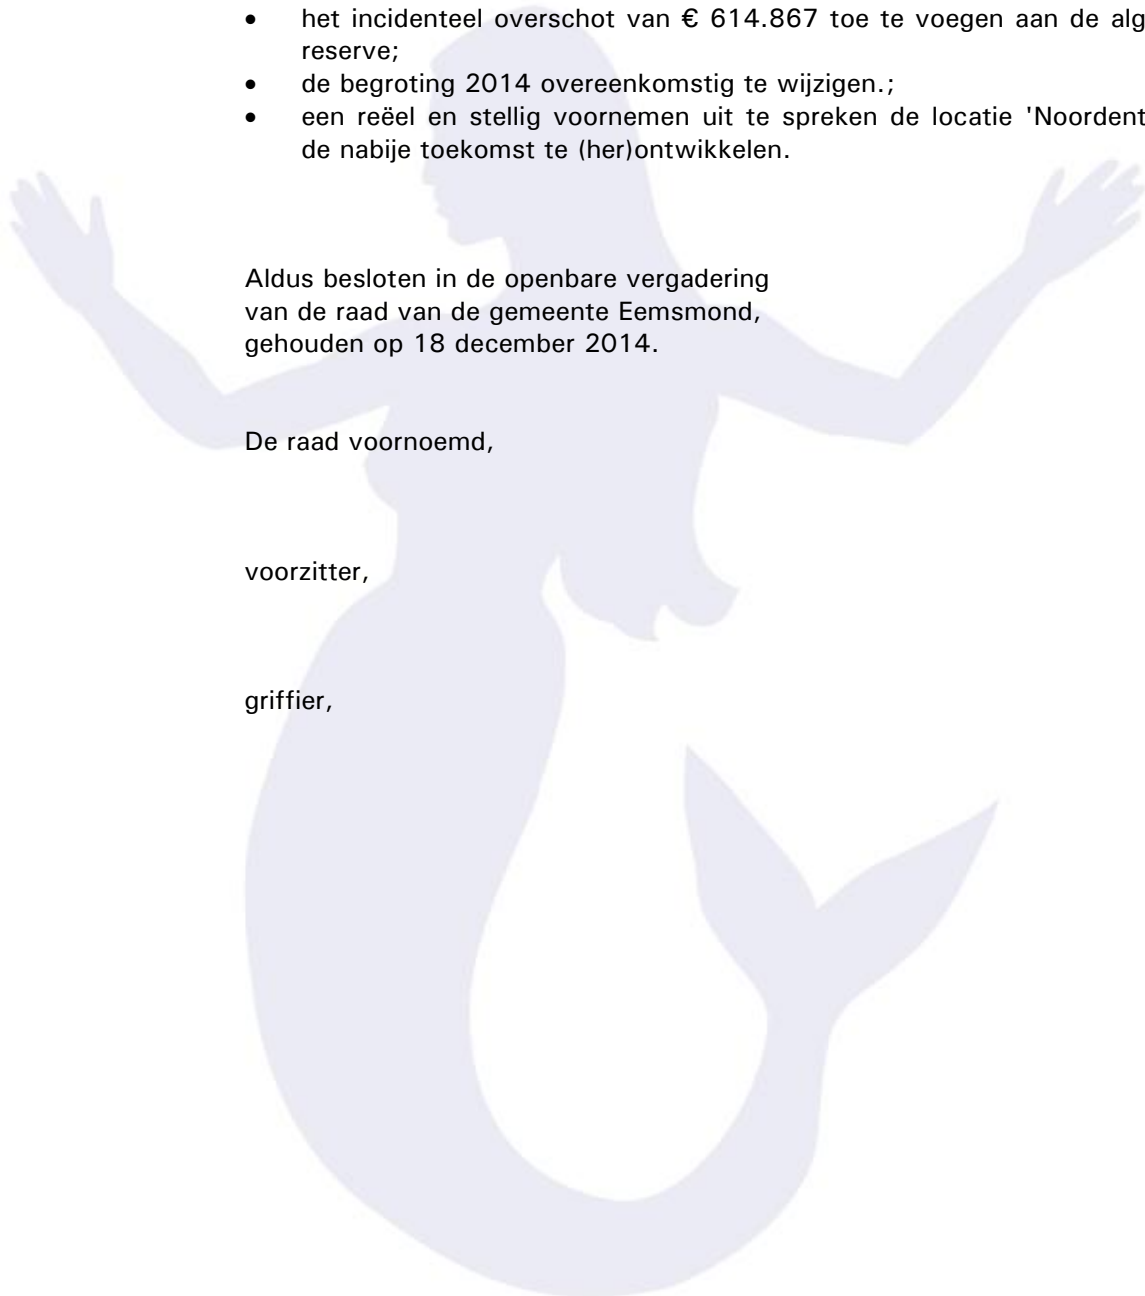 • het incidenteel overschot van € 614.867 toe te voegen aan de alg
reserve;
• de begroting 2014 overeenkomstig te wijzigen.;
• een reëel en stellig voornemen uit te spreken de locatie 'Noordent
de nabije toekomst te (her)ontwikkelen.
Aldus besloten in de openbare vergadering
van de raad van de gemeente Eemsmond,
gehouden op 18 december 2014.
De raad voornoemd,
voorzitter,
griffier,